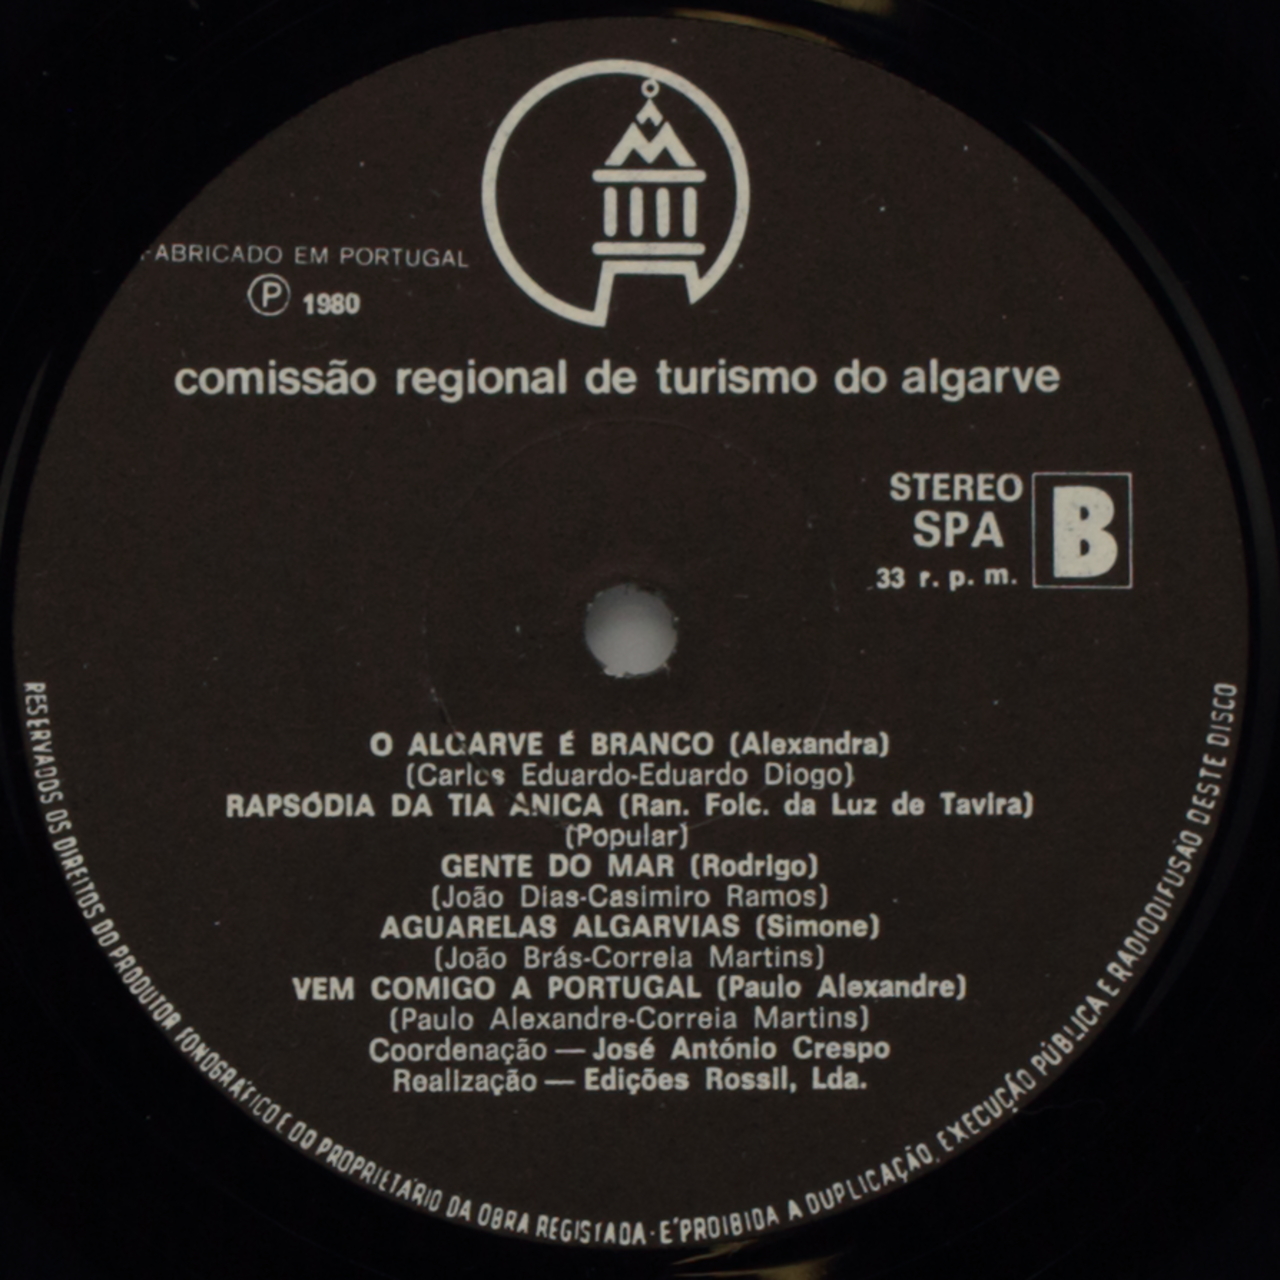 FABRICADO EM PORTUGAL
Ⓟ 1980
comissão regional de turismo do algarve
STEREO
SPA
33 r. p. m.
B
O ALGARVE É BRANCO (Alexandra)
(Carlos Eduardo-Eduardo Diogo)
RAPSÓDIA DA TIA ANICA (Ran. Folc. da Luz de Tavira)
(Popular)
GENTE DO MAR (Rodrigo)
(João Dias-Casimiro Ramos)
AGUARELAS ALGARVIAS (Simone)
(João Brás-Correia Martins)
VEM COMIGO A PORTUGAL (Paulo Alexandre)
(Paulo Alexandre-Correia Martins)
Coordenação — José António Crespo
Realização — Edições Rossil, Lda.
RESERVADOS OS DIREITOS DO PRODUTOR FONOGRÁFICO E DO PROPRIETÁRIO DA OBRA REGISTADA · É PROIBIDA A DUPLICAÇÃO, EXECUÇÃO PÚBLICA E RADIODIFUSÃO DESTE DISCO